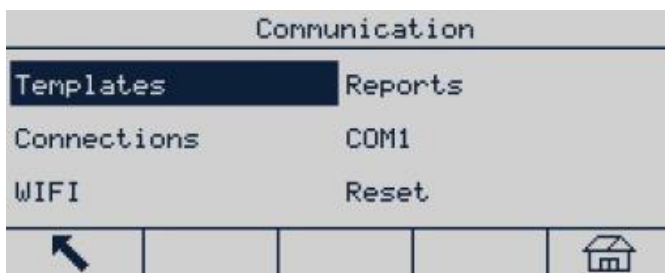 Communication
Templates
Reports
Connections
COM1
WIFI
Reset